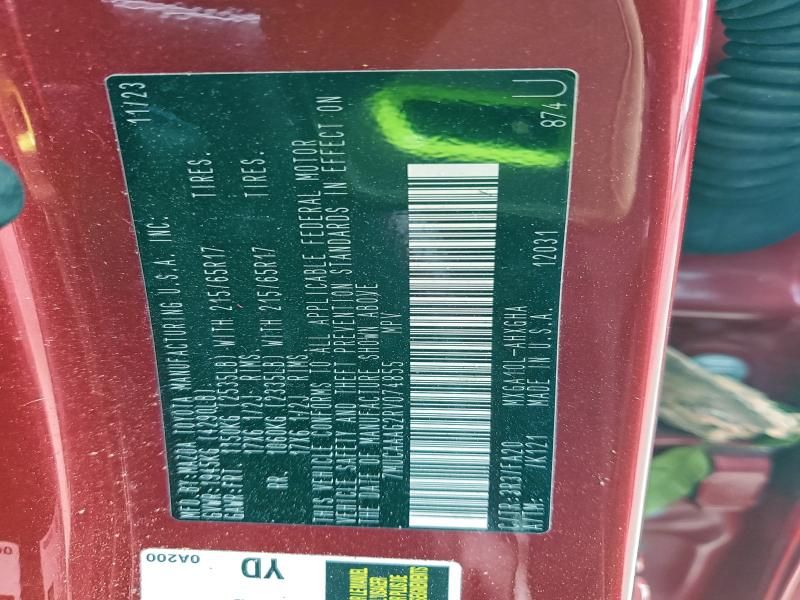 MFD.BY: MAZDA TOYOTA MANUFACTURING U.S.A. INC. 11/23
GVWR: 1945KG (4290LB)
GAWR: FRT 1150KG (2535LB) WITH 215/65R17 TIRES.
17X6 1/2J RIMS.
RR. 1060KG (2335LB) WITH 215/65R17 TIRES.
17X6 1/2J RIMS.
THIS VEHICLE CONFORMS TO ALL APPLICABLE FEDERAL MOTOR
VEHICLE SAFETY AND THEFT PREVENTION STANDARDS IN EFFECT ON
THE DATE OF MANUFACTURE SHOWN ABOVE.
MPV
C/TR: 3R3/FA20 MXGA10L-AHXGHA 874 U
A/TM: /K121 MADE IN U.S.A. 12031
0A200
YD